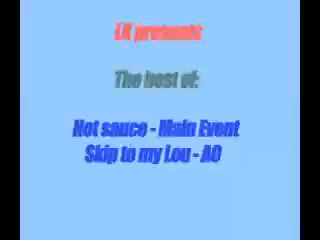 LK presents
The best of:
Hot sauce - Main Event
Skip to my Lou - AO